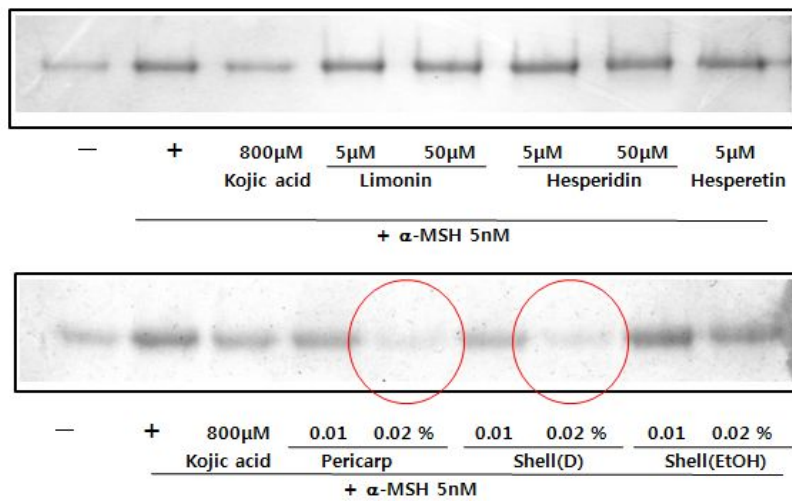 − + 800μM 5μM 50μM 5μM 50μM 5μM
Kojic acid Limonin Hesperidin Hesperetin
+ α-MSH 5nM
− + 800μM 0.01 0.02 % 0.01 0.02 % 0.01 0.02 %
Kojic acid Pericarp Shell(D) Shell(EtOH)
+ α-MSH 5nM